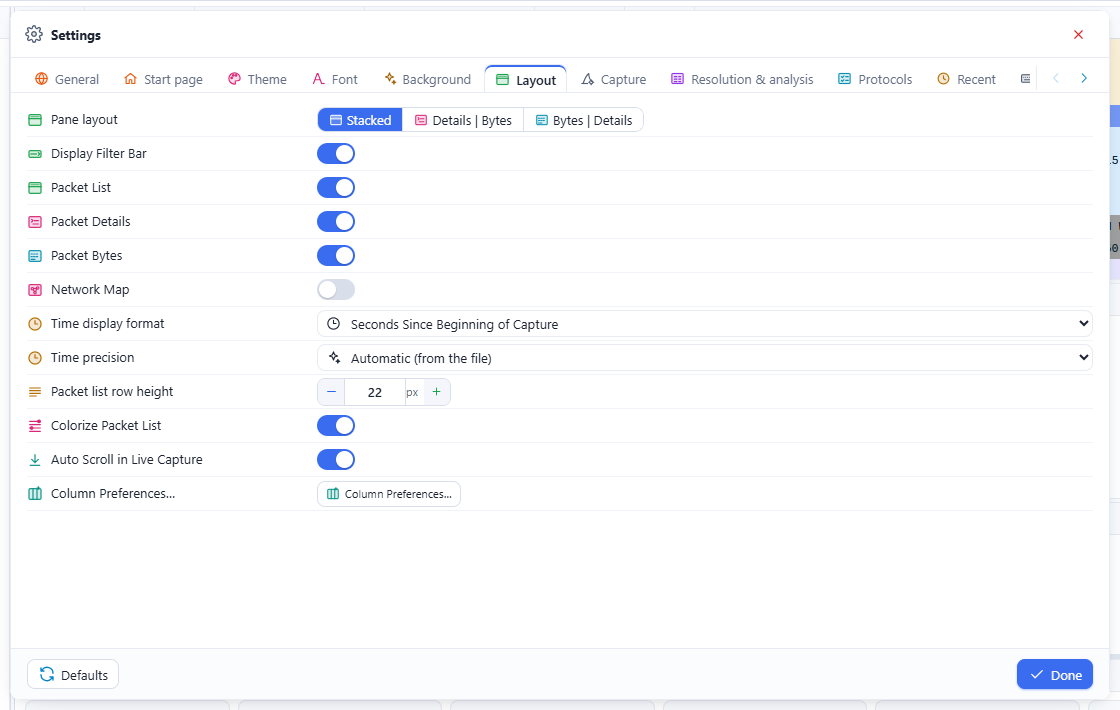 Settings
General Start page Theme Font Background Layout Capture Resolution & analysis Protocols Recent
Pane layout Stacked Details | Bytes Bytes | Details
Display Filter Bar
Packet List
Packet Details
Packet Bytes
Network Map
Time display format Seconds Since Beginning of Capture
Time precision Automatic (from the file)
Packet list row height − 22 px +
Colorize Packet List
Auto Scroll in Live Capture
Column Preferences... Column Preferences...
Defaults Done